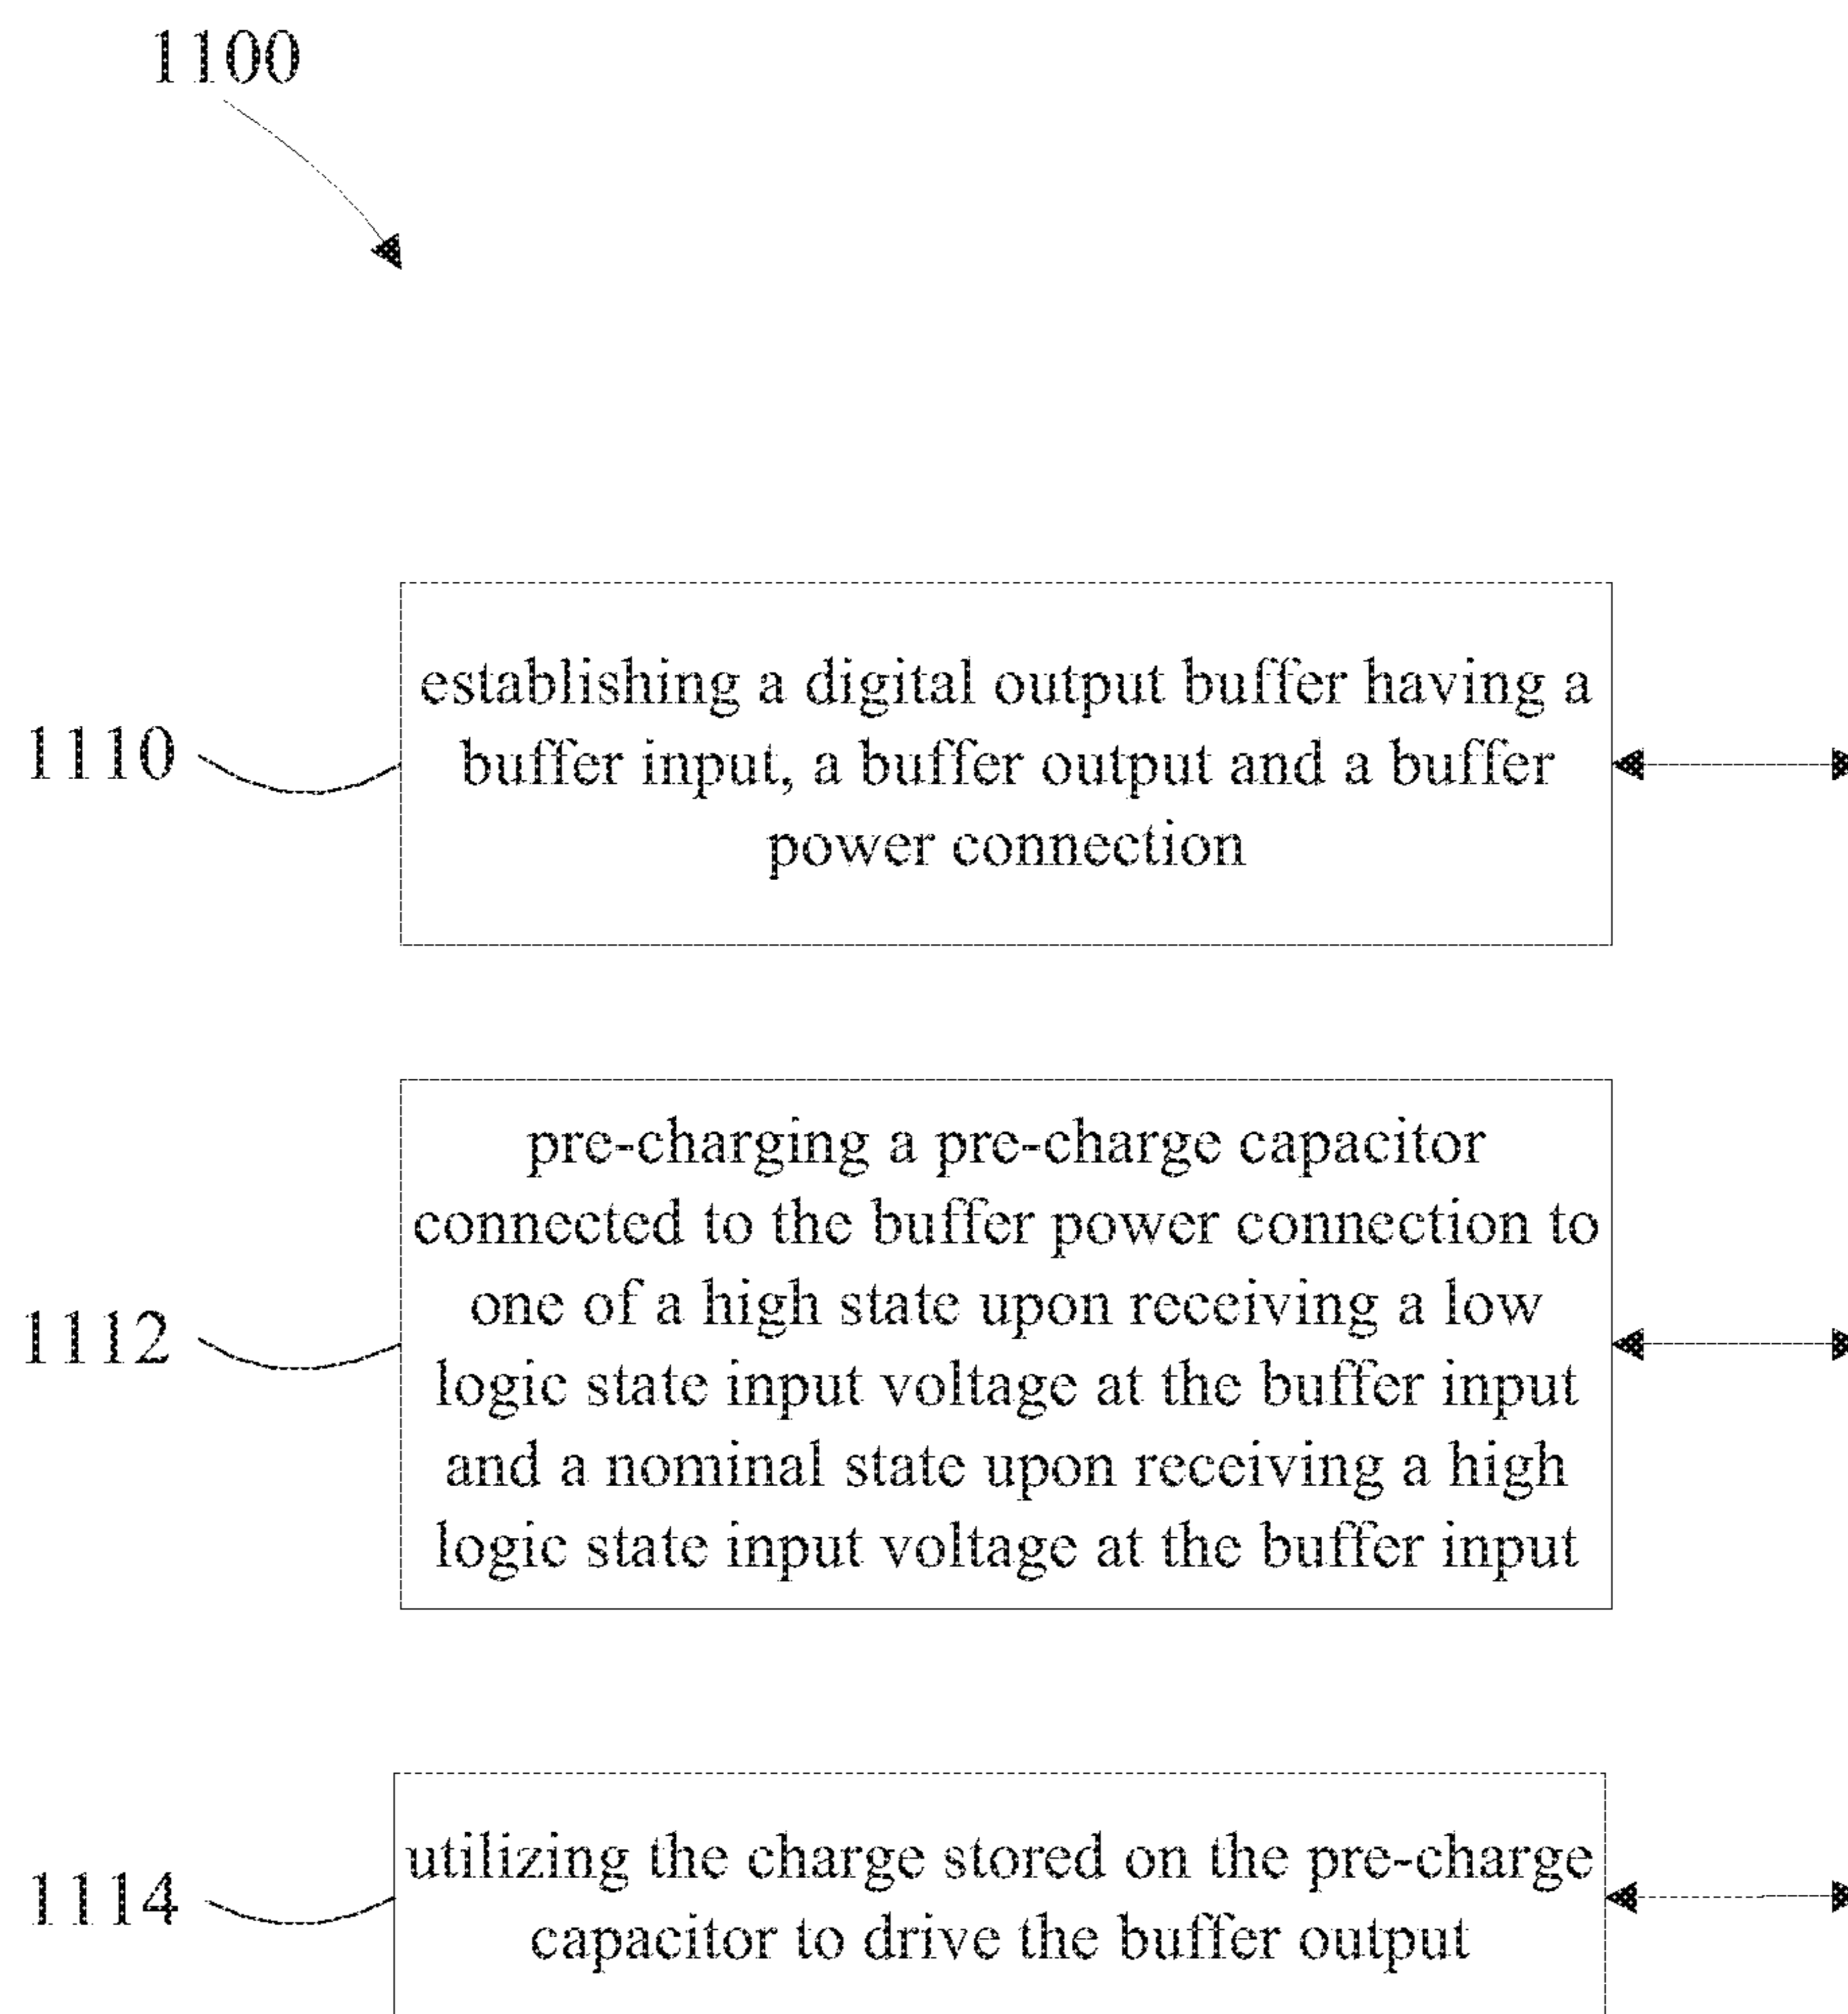 1100
1110
establishing a digital output buffer having a
buffer input, a buffer output and a buffer
power connection
1112
pre-charging a pre-charge capacitor
connected to the buffer power connection to
one of a high state upon receiving a low
logic state input voltage at the buffer input
and a nominal state upon receiving a high
logic state input voltage at the buffer input
1114
utilizing the charge stored on the pre-charge
capacitor to drive the buffer output